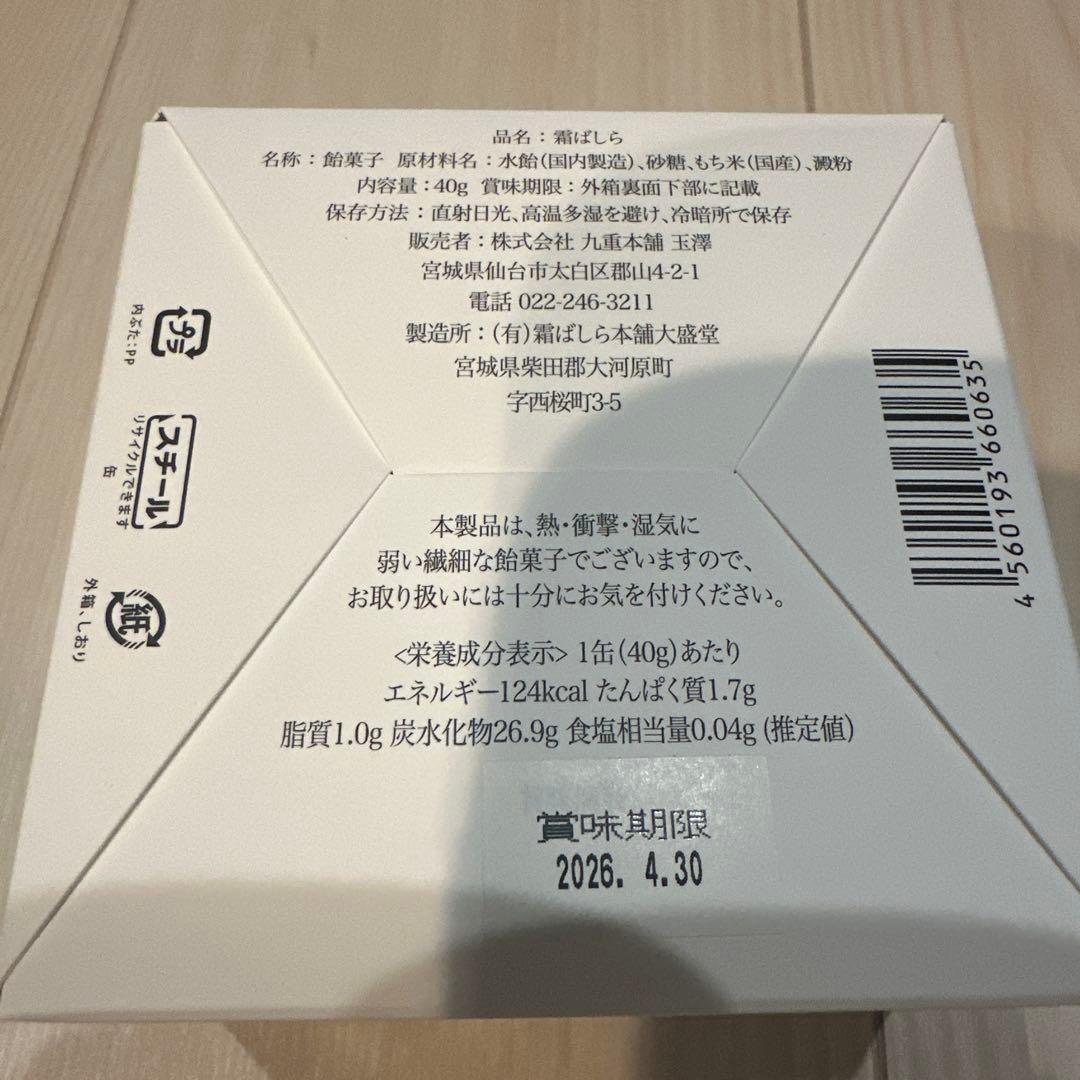 品名：霜ばしら
名称：飴菓子 原材料名：水飴(国内製造)、砂糖、もち米(国産)、澱粉
内容量：40g 賞味期限：外箱裏面下部に記載
保存方法：直射日光、高温多湿を避け、冷暗所で保存
販売者：株式会社 九重本舗 玉澤
宮城県仙台市太白区郡山4-2-1
電話 022-246-3211
製造所：(有)霜ばしら本舗大盛堂
宮城県柴田郡大河原町
字西桜町3-5
プラ
内ぶた：PP
スチール
リサイクルできます
缶
紙
外箱、しおり
4 560193 660635
本製品は、熱・衝撃・湿気に
弱い繊細な飴菓子でございますので、
お取り扱いには十分にお気を付けください。
<栄養成分表示> 1缶(40g)あたり
エネルギー124kcal たんぱく質1.7g
脂質1.0g 炭水化物26.9g 食塩相当量0.04g (推定値)
賞味期限
2026. 4.30